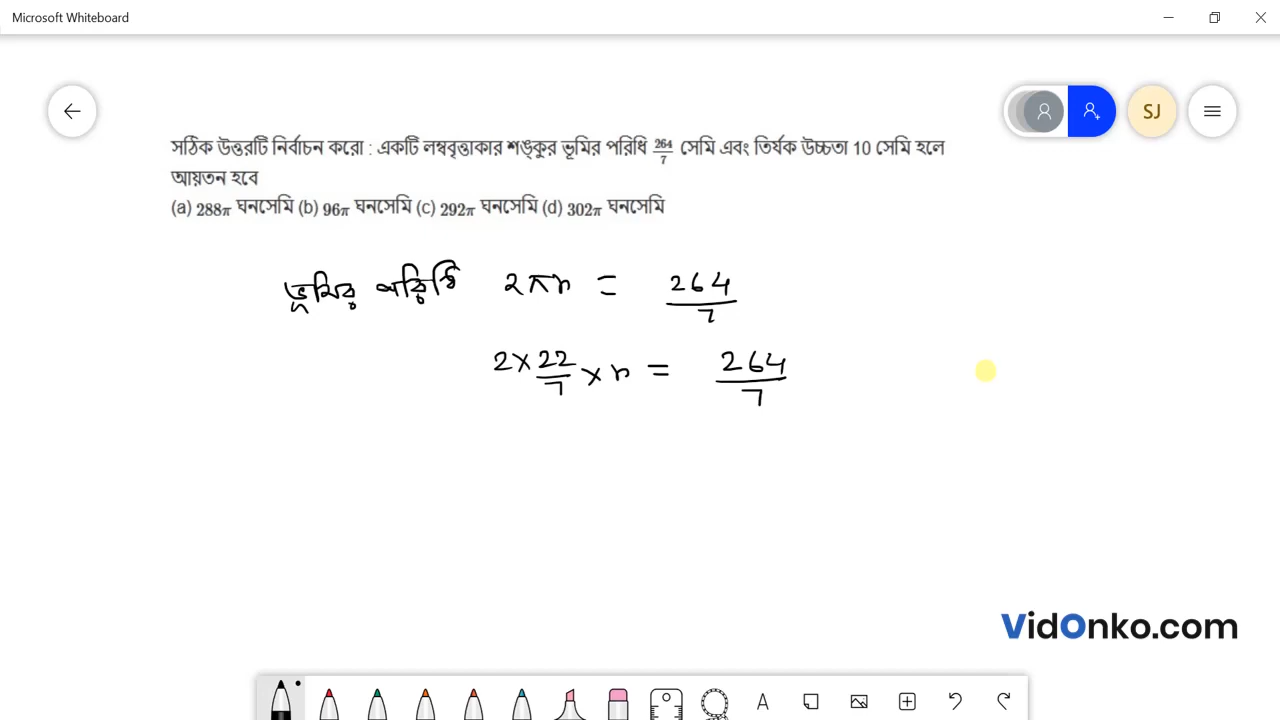 Microsoft Whiteboard
SJ
সঠিক উত্তরটি নির্বাচন করো : একটি লম্ববৃত্তাকার শঙ্কুর ভূমির পরিধি 264/7 সেমি এবং তির্যক উচ্চতা 10 সেমি হলে
আয়তন হবে
(a) 288π ঘনসেমি (b) 96π ঘনসেমি (c) 292π ঘনসেমি (d) 302π ঘনসেমি
ভূমির পরিধি 2πr = 264/7
2 × 22/7 × r = 264/7
VidOnko.com
A